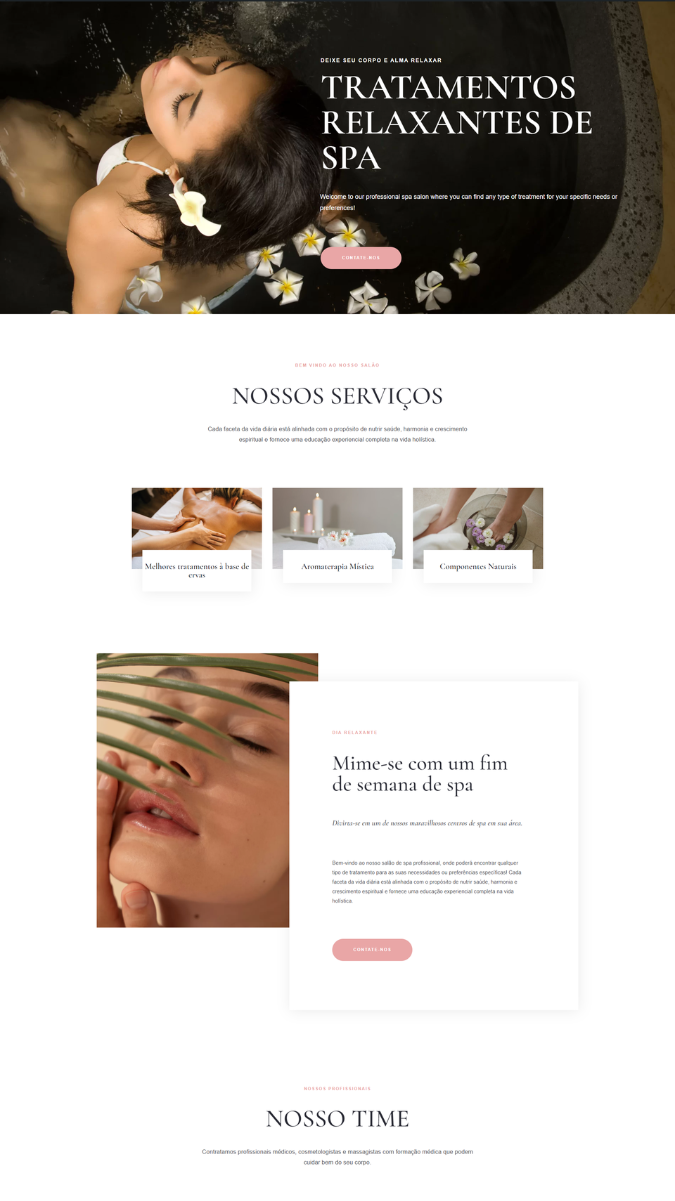 DEIXE SEU CORPO E ALMA RELAXAR
TRATAMENTOS
RELAXANTES DE
SPA
Welcome to our professional spa salon where you can find any type of treatment for your specific needs or
preferences!
CONTATE-NOS
BEM VINDO AO NOSSO SALÃO
NOSSOS SERVIÇOS
Cada faceta da vida diária está alinhada com o propósito de nutrir saúde, harmonia e crescimento
espiritual e fornece uma educação experiencial completa na vida holística.
Melhores tratamentos à base de
ervas
Aromaterapia Mística
Componentes Naturais
DIA RELAXANTE
Mime-se com um fim
de semana de spa
Divirta-se em um de nossos maravilhosos centros de spa em sua área.
Bem-vindo ao nosso salão de spa profissional, onde poderá encontrar qualquer
tipo de tratamento para as suas necessidades ou preferências específicas! Cada
faceta da vida diária está alinhada com o propósito de nutrir saúde, harmonia e
crescimento espiritual e fornece uma educação experiencial completa na vida
holística.
CONTATE-NOS
NOSSOS PROFISSIONAIS
NOSSO TIME
Contratamos profissionais médicos, cosmetologistas e massagistas com formação médica que podem
cuidar bem do seu corpo.